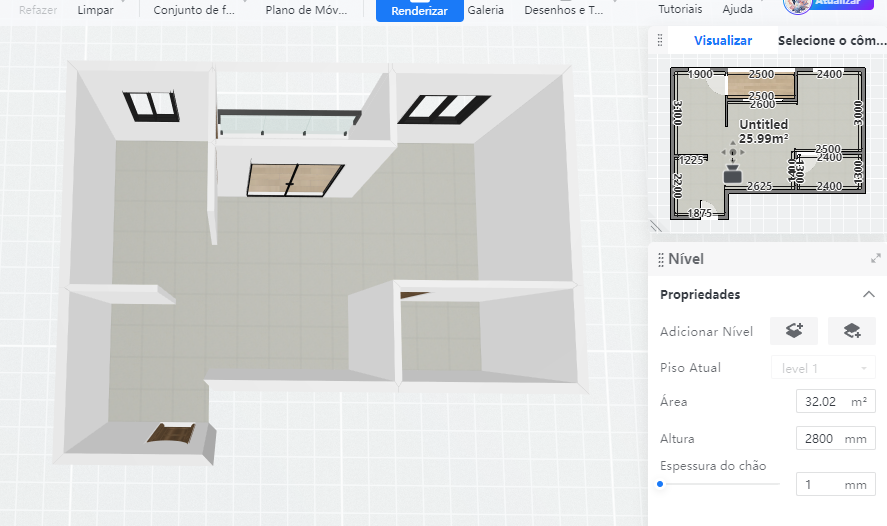 Refazer
Limpar
Conjunto de f...
Plano de Móv...
Renderizar
Galeria
Desenhos e T...
Tutoriais
Ajuda
Atualizar
Visualizar
Selecione o côm...
1900
2500
2400
2500
2600
3400
3000
Untitled
25.99m²
2500
2400
1225
1300
1300
2200
2625
2400
1875
Nível
Propriedades
Adicionar Nível
Piso Atual
level 1
Área
32.02 m²
Altura
2800 mm
Espessura do chão
1 mm